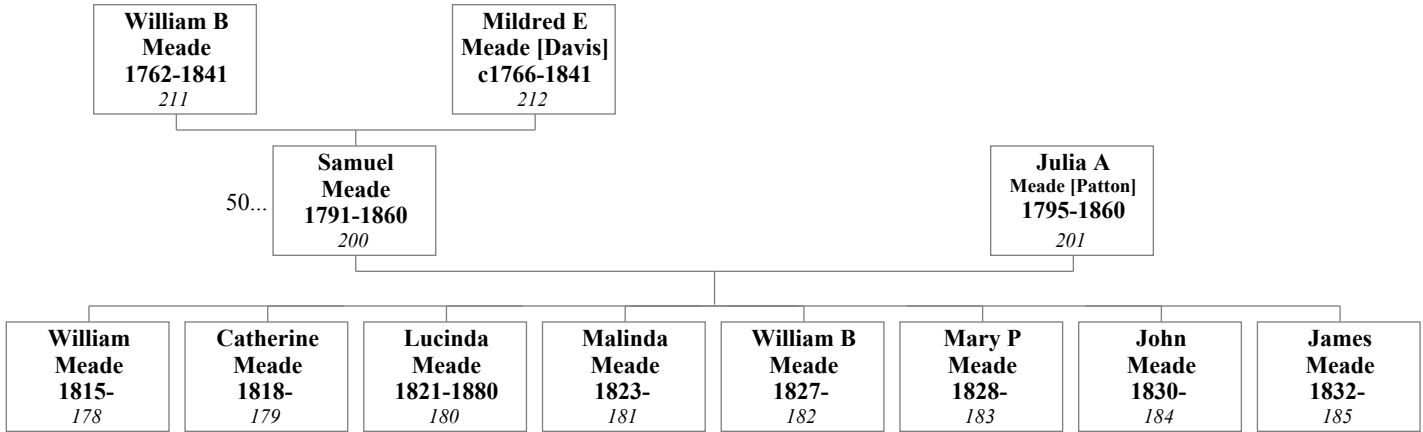 William B
Meade
1762-1841
211
Mildred E
Meade [Davis]
c1766-1841
212
50...
Samuel
Meade
1791-1860
200
Julia A
Meade [Patton]
1795-1860
201
William
Meade
1815-
178
Catherine
Meade
1818-
179
Lucinda
Meade
1821-1880
180
Malinda
Meade
1823-
181
William B
Meade
1827-
182
Mary P
Meade
1828-
183
John
Meade
1830-
184
James
Meade
1832-
185